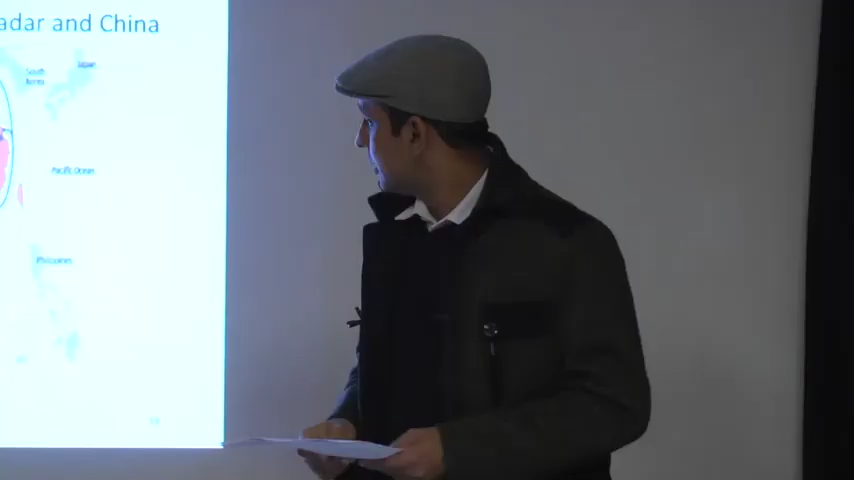 adar and China
South
Korea
Japan
Pacific Ocean
Philippines